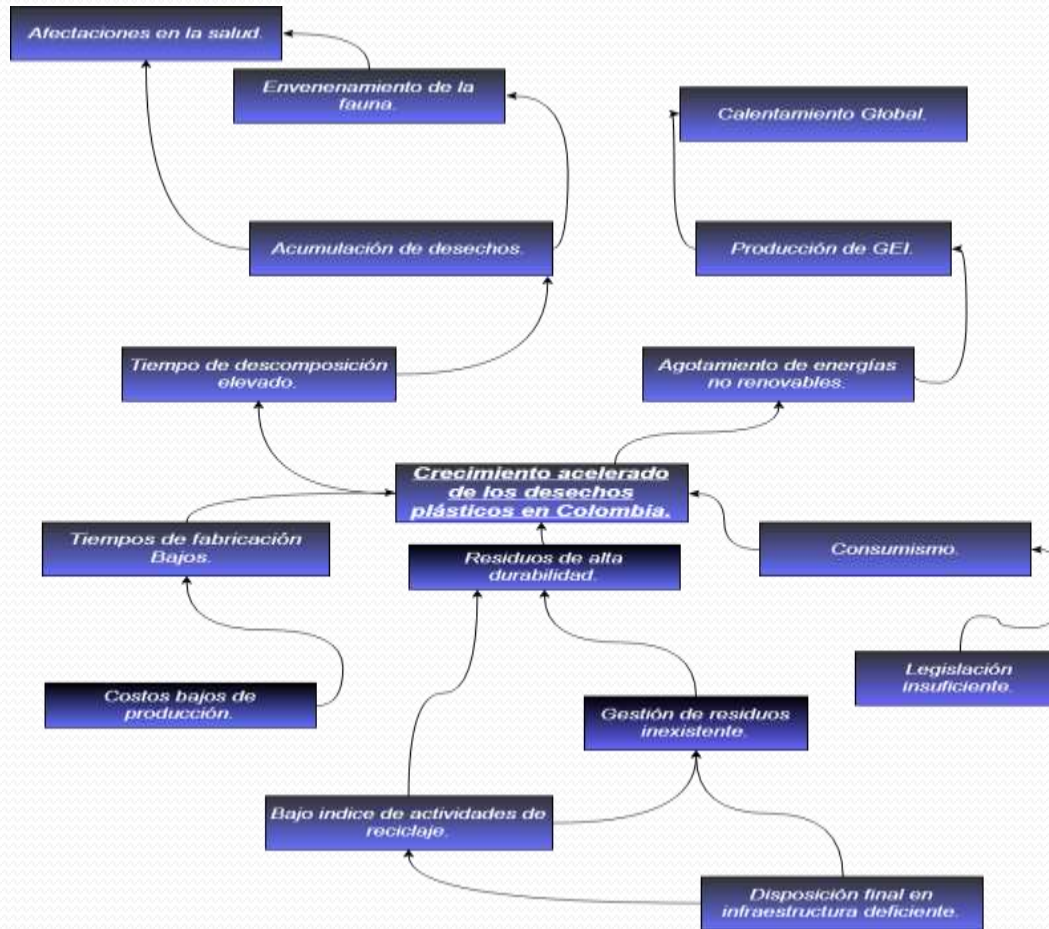 Afectaciones en la salud.
Envenenamiento de la
fauna.
Calentamiento Global.
Acumulación de desechos.
Producción de GEI.
Tiempo de descomposición
elevado.
Agotamiento de energías
no renovables.
Crecimiento acelerado
de los desechos
plásticos en Colombia.
Tiempos de fabricación
Bajos.
Residuos de alta
durabilidad.
Consumismo.
Legislación
insuficiente.
Costos bajos de
producción.
Gestión de residuos
inexistente.
Bajo índice de actividades de
reciclaje.
Disposición final en
infraestructura deficiente.